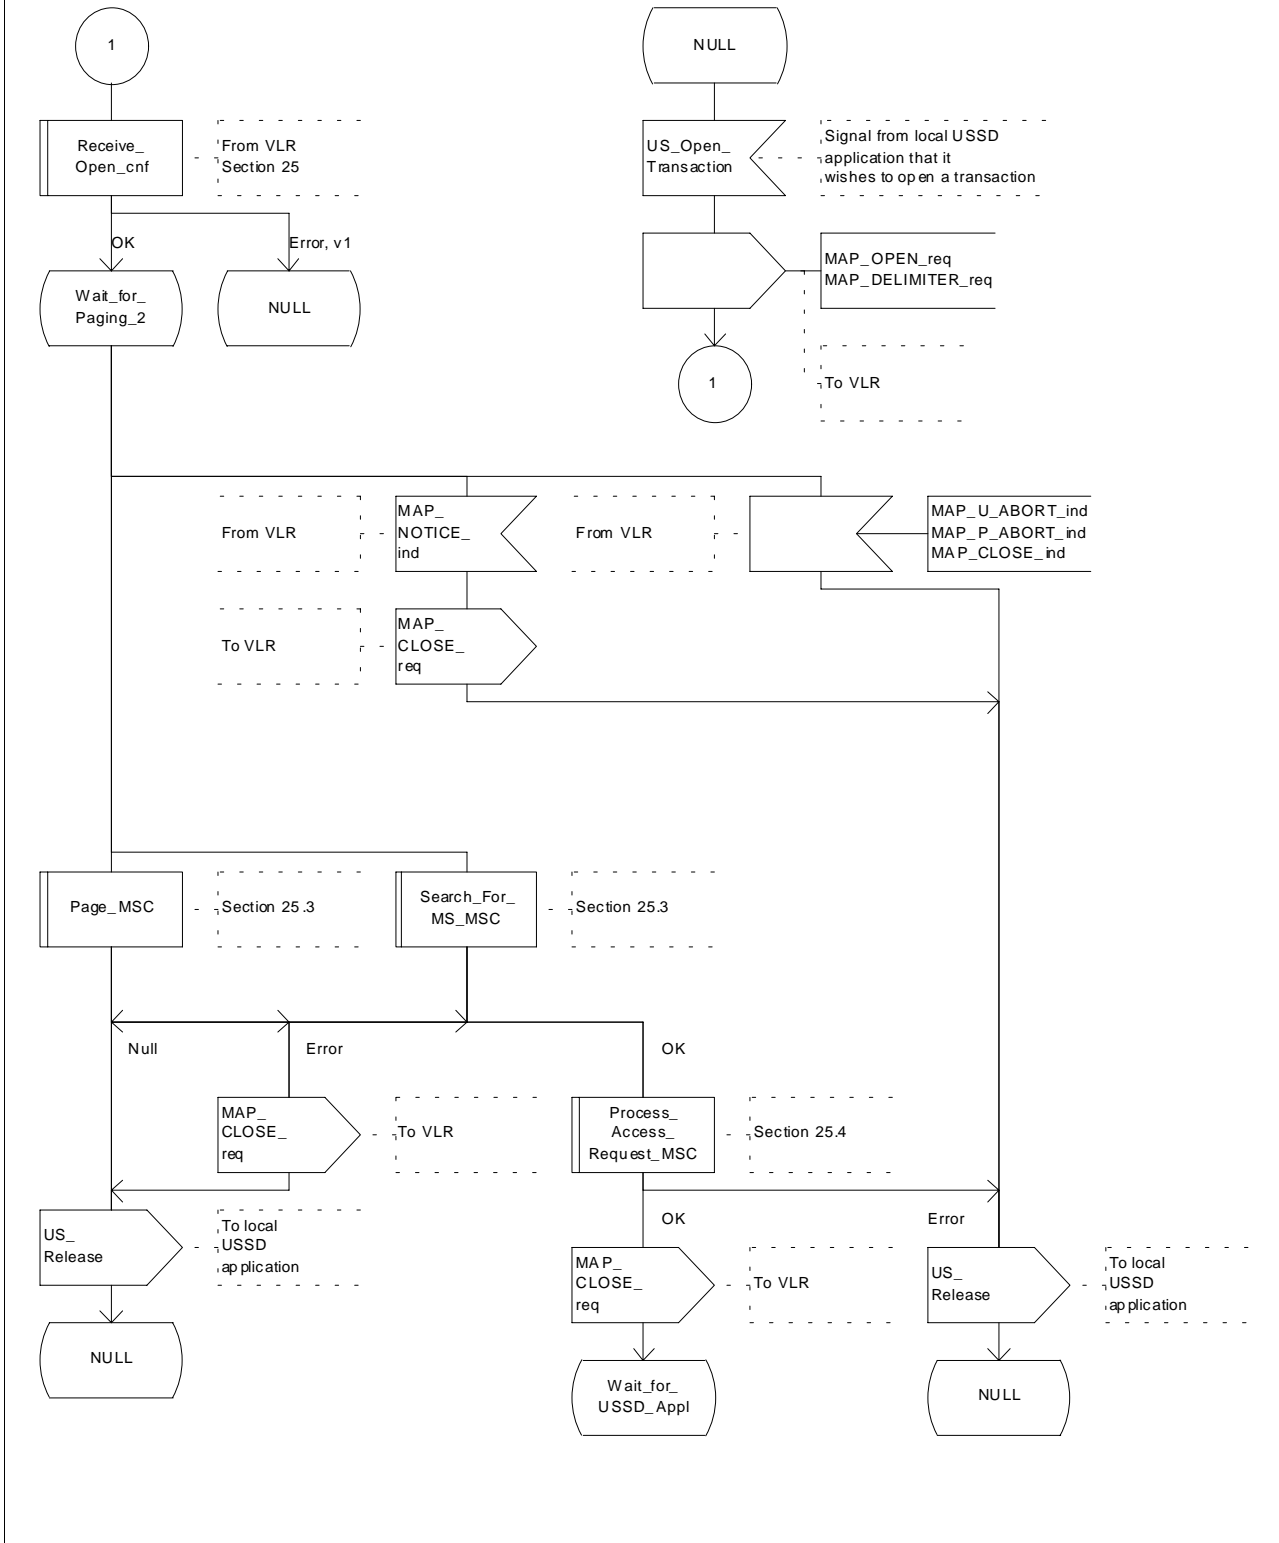 1
NULL
Receive_
Open_cnf
From VLR
Section 25
US_Open_
Transaction
Signal from local USSD
application that it
wishes to open a transaction
OK
Error, v1
MAP_OPEN_req
MAP_DELIMITER_req
Wait_for_
Paging_2
NULL
1
To VLR
From VLR
MAP_
NOTICE_
ind
From VLR
MAP_U_ABORT_ind
MAP_P_ABORT_ind
MAP_CLOSE_ind
To VLR
MAP_
CLOSE_
req
Page_MSC
Section 25.3
Search_For_
MS_MSC
Section 25.3
Null
Error
OK
MAP_
CLOSE_
req
To VLR
Process_
Access_
Request_MSC
Section 25.4
US_
Release
To local
USSD
application
OK
Error
MAP_
CLOSE_
req
To VLR
US_
Release
To local
USSD
application
NULL
Wait_for_
USSD_Appl
NULL